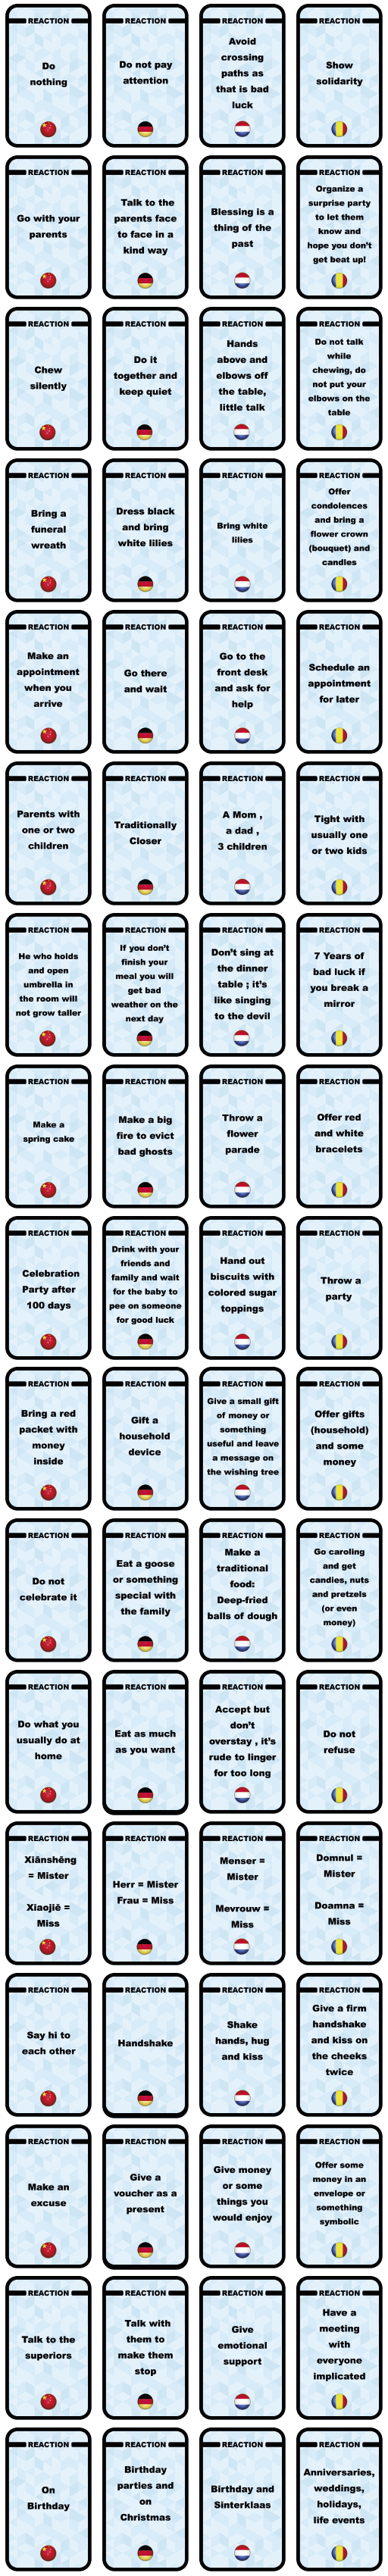 REACTION
Do
nothing
REACTION
Do not pay
attention
REACTION
Avoid
crossing
paths as
that is bad
luck
REACTION
Show
solidarity
REACTION
Go with your
parents
REACTION
Talk to the
parents face
to face in a
kind way
REACTION
Blessing is a
thing of the
past
REACTION
Organize a
surprise party
to let them
know and
hope you don't
get beat up!
REACTION
Chew
silently
REACTION
Do it
together and
keep quiet
REACTION
Hands
above and
elbows off
the table,
little talk
REACTION
Do not talk
while
chewing, do
not put your
elbows on the
table
REACTION
Bring a
funeral
wreath
REACTION
Dress black
and bring
white lilies
REACTION
Bring white
lilies
REACTION
Offer
condolences
and bring a
flower crown
(bouquet) and
candles
REACTION
Make an
appointment
when you
arrive
REACTION
Go there
and wait
REACTION
Go to the
front desk
and ask for
help
REACTION
Schedule an
appointment
for later
REACTION
Parents with
one or two
children
REACTION
Traditionally
Closer
REACTION
A Mom ,
a dad ,
3 children
REACTION
Tight with
usually one
or two kids
REACTION
He who holds
and open
umbrella in
the room will
not grow taller
REACTION
If you don't
finish your
meal you will
get bad
weather on the
next day
REACTION
Don't sing at
the dinner
table ; it's
like singing
to the devil
REACTION
7 Years of
bad luck if
you break a
mirror
REACTION
Make a
spring cake
REACTION
Make a big
fire to evict
bad ghosts
REACTION
Throw a
flower
parade
REACTION
Offer red
and white
bracelets
REACTION
Celebration
Party after
100 days
REACTION
Drink with your
friends and
family and wait
for the baby to
pee on someone
for good luck
REACTION
Hand out
biscuits with
colored sugar
toppings
REACTION
Throw a
party
REACTION
Bring a red
packet with
money
inside
REACTION
Gift a
household
device
REACTION
Give a small gift
of money or
something
useful and leave
a message on
the wishing tree
REACTION
Offer gifts
(household)
and some
money
REACTION
Do not
celebrate it
REACTION
Eat a goose
or something
special with
the family
REACTION
Make a
traditional
food:
Deep-fried
balls of dough
REACTION
Go caroling
and get
candies, nuts
and pretzels
(or even
money)
REACTION
Do what you
usually do at
home
REACTION
Eat as much
as you want
REACTION
Accept but
don't
overstay , it's
rude to linger
for too long
REACTION
Do not
refuse
REACTION
Xiānshēng
= Mister
Xiaojiě =
Miss
REACTION
Herr = Mister
Frau = Miss
REACTION
Menser =
Mister
Mevrouw =
Miss
REACTION
Domnul =
Mister
Doamna =
Miss
REACTION
Say hi to
each other
REACTION
Handshake
REACTION
Shake
hands, hug
and kiss
REACTION
Give a firm
handshake
and kiss on
the cheeks
twice
REACTION
Make an
excuse
REACTION
Give a
voucher as a
present
REACTION
Give money
or some
things you
would enjoy
REACTION
Offer some
money in an
envelope or
something
symbolic
REACTION
Talk to the
superiors
REACTION
Talk with
them to
make them
stop
REACTION
Give
emotional
support
REACTION
Have a
meeting
with
everyone
implicated
REACTION
On
Birthday
REACTION
Birthday
parties and
on
Christmas
REACTION
Birthday and
Sinterklaas
REACTION
Anniversaries,
weddings,
holidays,
life events